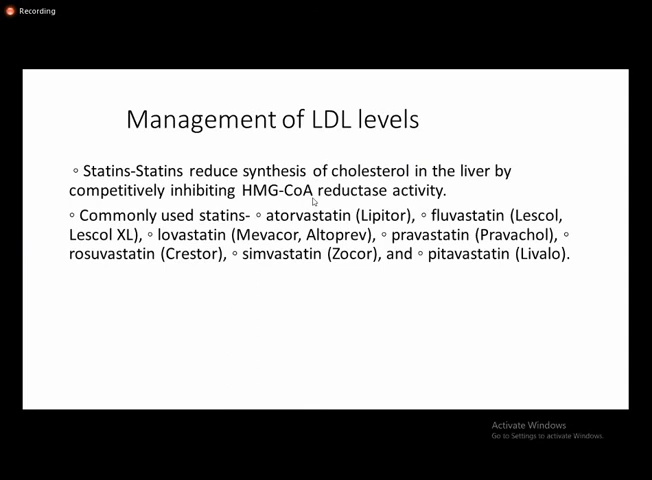 Recording
Management of LDL levels
◦ Statins-Statins reduce synthesis of cholesterol in the liver by
competitively inhibiting HMG-CoA reductase activity.
◦ Commonly used statins- ◦ atorvastatin (Lipitor), ◦ fluvastatin (Lescol,
Lescol XL), ◦ lovastatin (Mevacor, Altoprev), ◦ pravastatin (Pravachol), ◦
rosuvastatin (Crestor), ◦ simvastatin (Zocor), and ◦ pitavastatin (Livalo).
Activate Windows
Go to Settings to activate Windows.